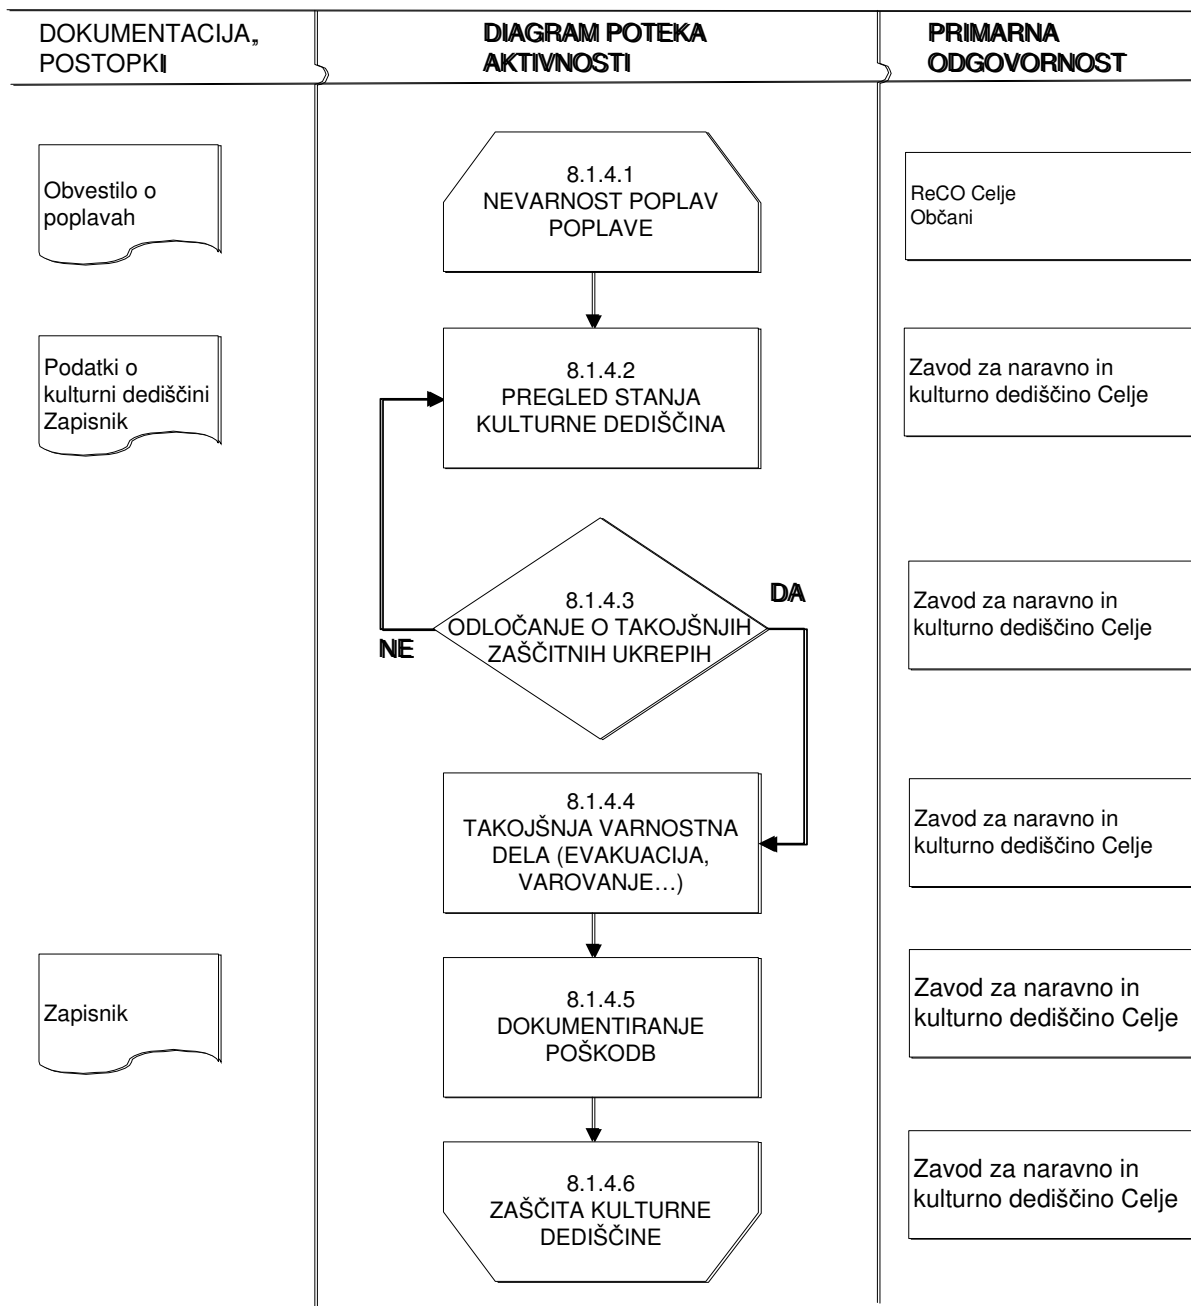 DOKUMENTACIJA,
POSTOPKI
DIAGRAM POTEKA
AKTIVNOSTI
PRIMARNA
ODGOVORNOST
Obvestilo o
poplavah
8.1.4.1
NEVARNOST POPLAV
POPLAVE
ReCO Celje
Občani
Podatki o
kulturni dediščini
Zapisnik
8.1.4.2
PREGLED STANJA
KULTURNE DEDIŠČINA
Zavod za naravno in
kulturno dediščino Celje
8.1.4.3
ODLOČANJE O TAKOJŠNJIH
ZAŠČITNIH UKREPIH
NE
DA
Zavod za naravno in
kulturno dediščino Celje
8.1.4.4
TAKOJŠNJA VARNOSTNA
DELA (EVAKUACIJA,
VAROVANJE…)
Zavod za naravno in
kulturno dediščino Celje
Zapisnik
8.1.4.5
DOKUMENTIRANJE
POŠKODB
Zavod za naravno in
kulturno dediščino Celje
8.1.4.6
ZAŠČITA KULTURNE
DEDIŠČINE
Zavod za naravno in
kulturno dediščino Celje